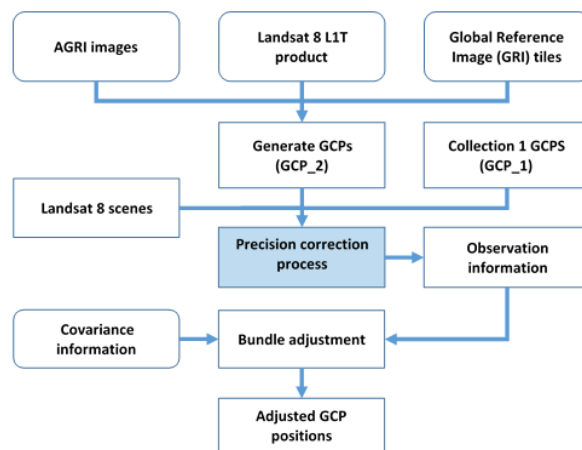 AGRI images
Landsat 8 L1T
product
Global Reference
Image (GRI) tiles
Generate GCPs
(GCP_2)
Collection 1 GCPS
(GCP_1)
Landsat 8 scenes
Precision correction
process
Observation
information
Covariance
information
Bundle adjustment
Adjusted GCP
positions